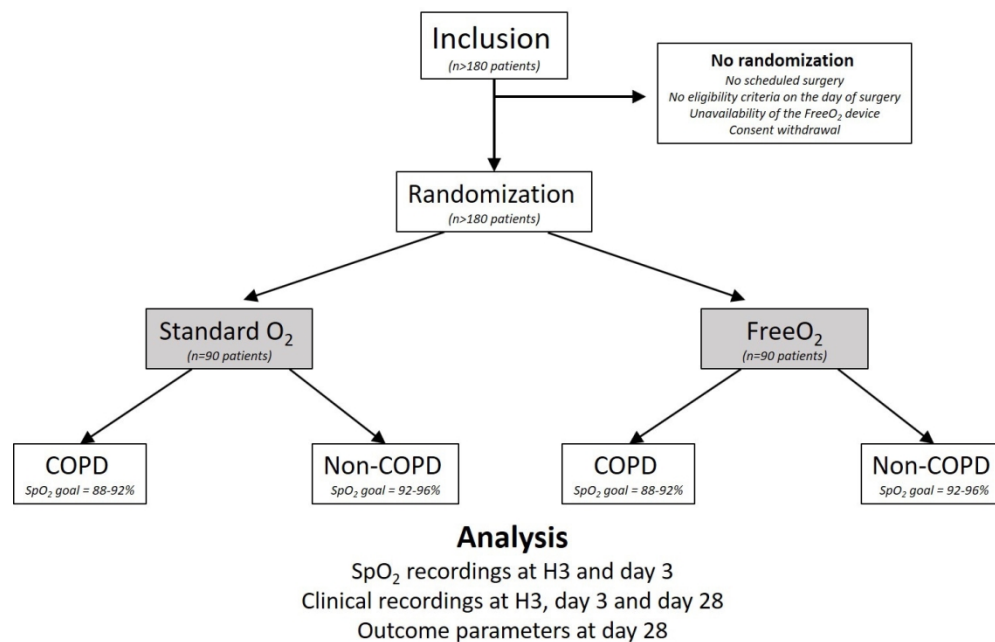 Inclusion
(n>180 patients)
No randomization
No scheduled surgery
No eligibility criteria on the day of surgery
Unavailability of the FreeO₂ device
Consent withdrawal
Randomization
(n>180 patients)
Standard O₂
(n=90 patients)
FreeO₂
(n=90 patients)
COPD
SpO₂ goal = 88-92%
Non-COPD
SpO₂ goal = 92-96%
COPD
SpO₂ goal = 88-92%
Non-COPD
SpO₂ goal = 92-96%
Analysis
SpO₂ recordings at H3 and day 3
Clinical recordings at H3, day 3 and day 28
Outcome parameters at day 28